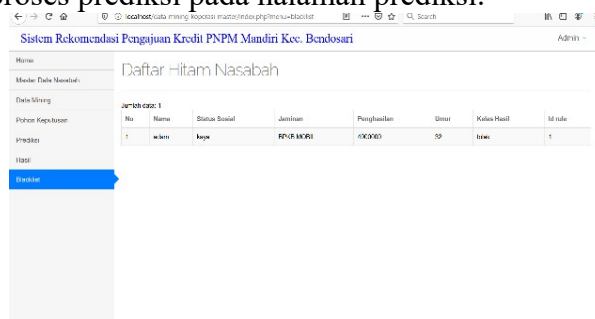 proses prediksi pada halaman prediksi.
localhost/data mining koperasi master/index.php?menu=blacklist
Search
Sistem Rekomendasi Pengajuan Kredit PNPM Mandiri Kec. Bendosari
Admin
Home
Master Data Nasabah
Data Mining
Pohon Keputusan
Prediksi
Hasil
Blacklist
Daftar Hitam Nasabah
Jumlah data: 1
No Nama Status Sosial Jaminan Penghasilan Umur Kelas Hasil Id rule
1 adam kaya BPKB MOBIL 32 tolak 1